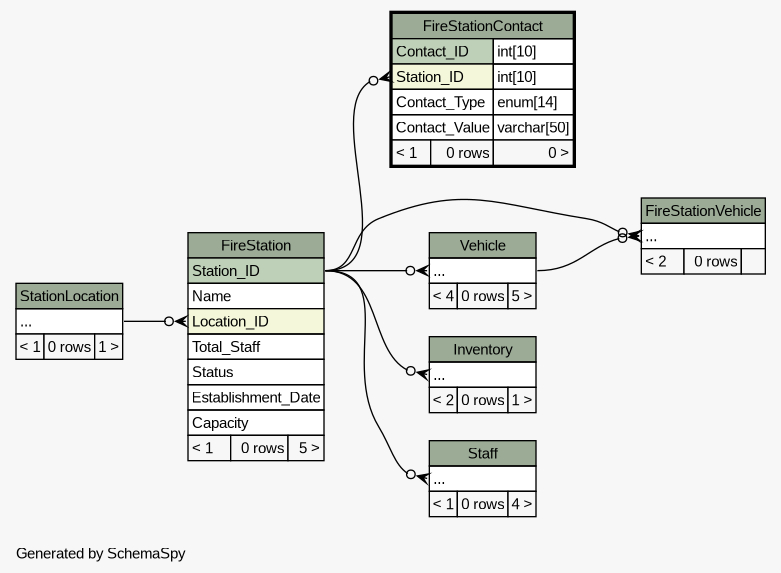 FireStationContact
Contact_ID int[10]
Station_ID int[10]
Contact_Type enum[14]
Contact_Value varchar[50]
< 1 0 rows 0 >
FireStationVehicle
...
< 2 0 rows
FireStation
Station_ID
Name
Location_ID
Total_Staff
Status
Establishment_Date
Capacity
< 1 0 rows 5 >
Vehicle
...
< 4 0 rows 5 >
StationLocation
...
< 1 0 rows 1 >
Inventory
...
< 2 0 rows 1 >
Staff
...
< 1 0 rows 4 >
Generated by SchemaSpy